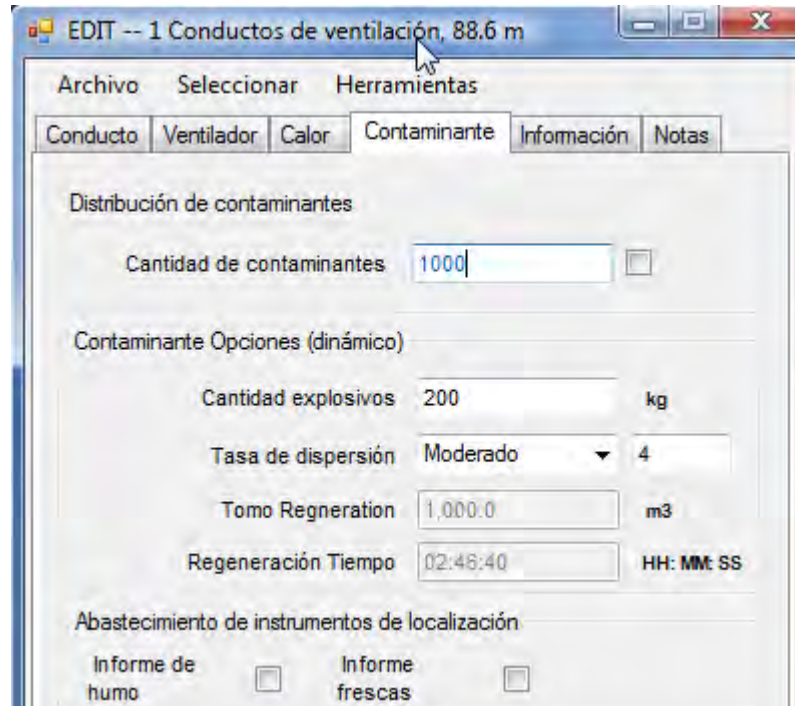 EDIT -- 1 Conductos de ventilación, 88.6 m
Archivo Seleccionar Herramientas
Conducto Ventilador Calor Contaminante Información Notas
Distribución de contaminantes
Cantidad de contaminantes 1000
Contaminante Opciones (dinámico)
Cantidad explosivos 200 kg
Tasa de dispersión Moderado 4
Tomo Regneration 1,000.0 m3
Regeneración Tiempo 02:46:40 HH: MM: SS
Abastecimiento de instrumentos de localización
Informe de Informe
humo frescas